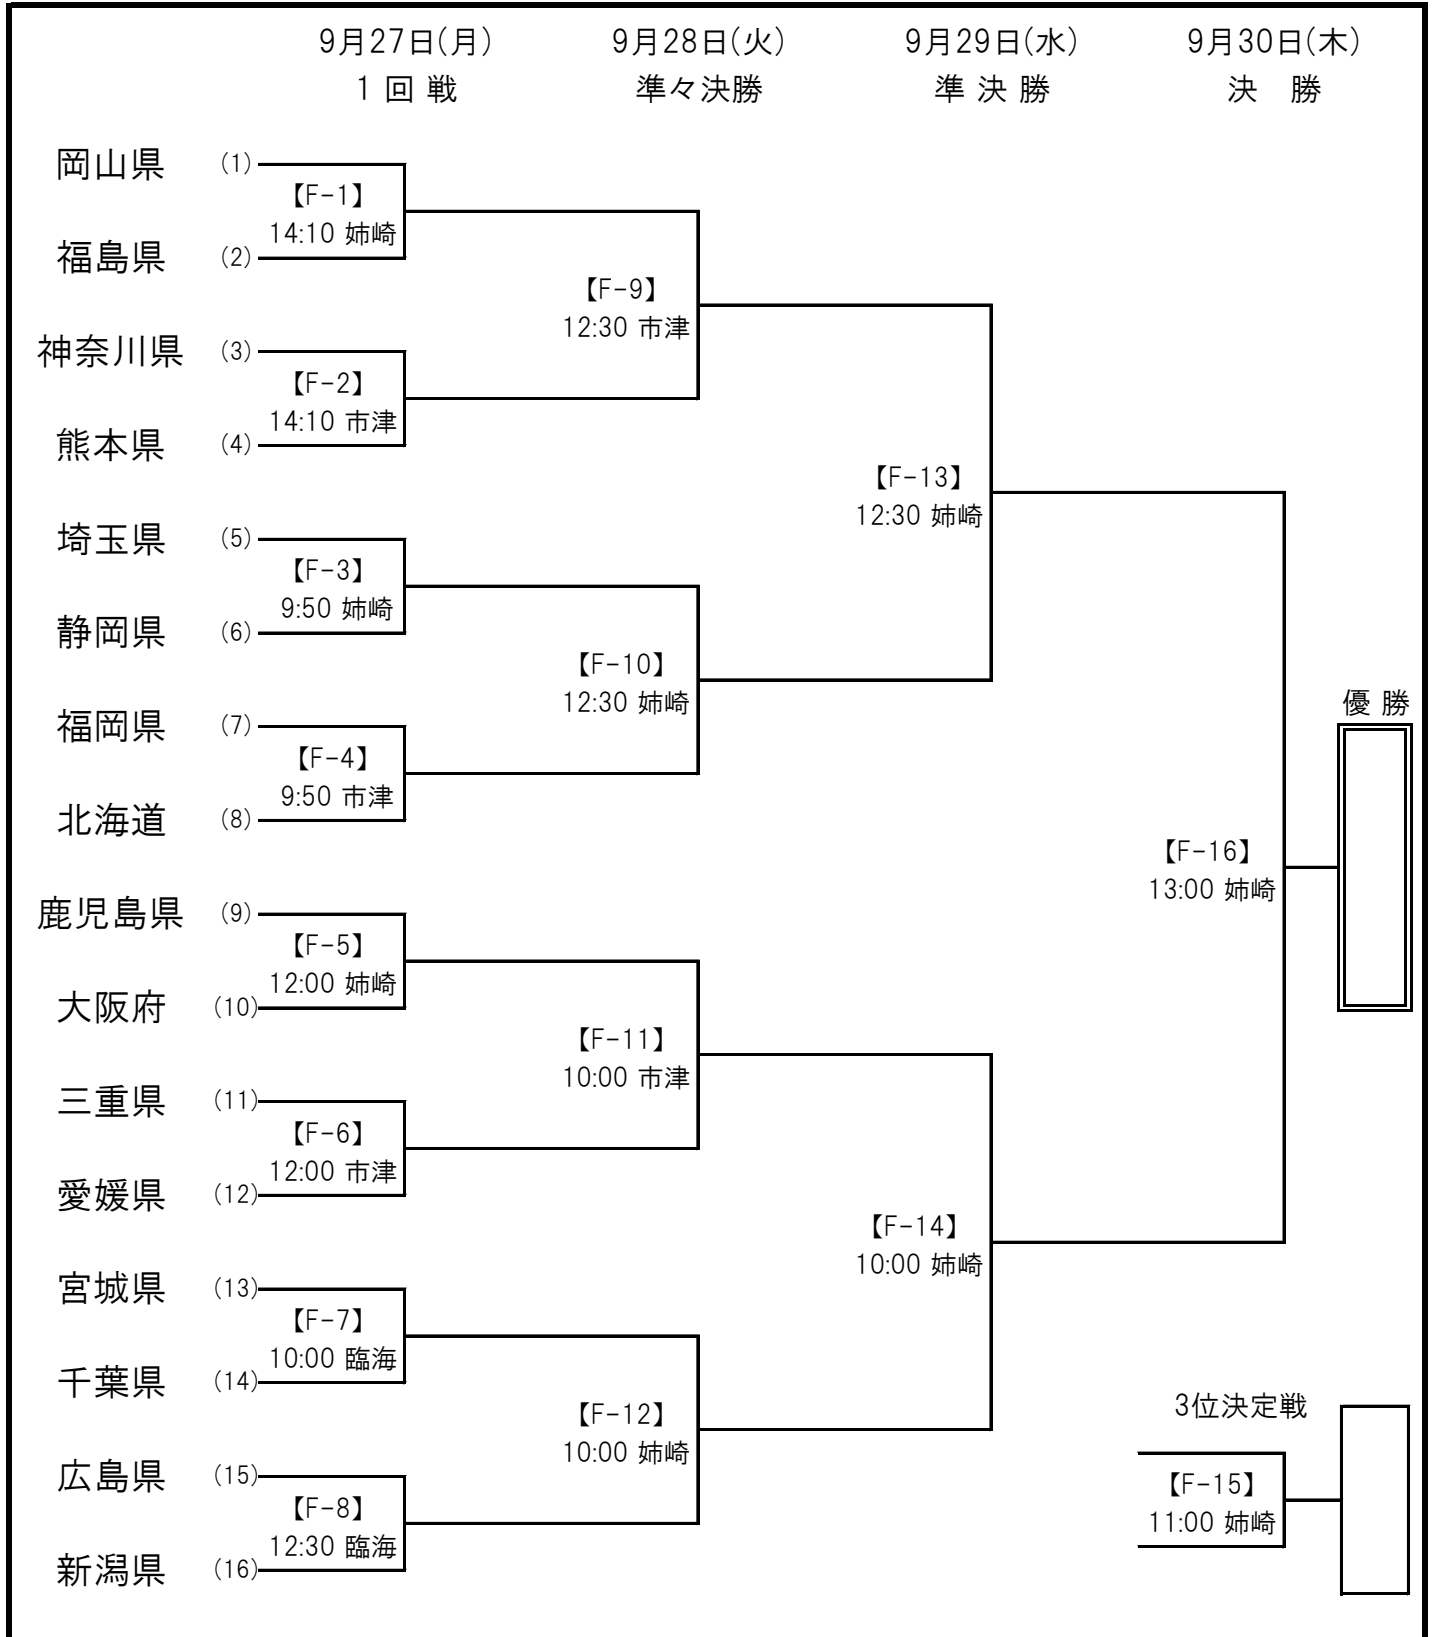 9月27日(月) 9月28日(火) 9月29日(水) 9月30日(木)
1 回 戦 準々決勝 準 決 勝 決 勝
岡山県 (1)
【F-1】
14:10 姉崎
福島県 (2)
【F-9】
12:30 市津
神奈川県 (3)
【F-2】
14:10 市津
熊本県 (4)
【F-13】
12:30 姉崎
埼玉県 (5)
【F-3】
9:50 姉崎
静岡県 (6)
【F-10】
12:30 姉崎
優 勝
福岡県 (7)
【F-4】
9:50 市津
北海道 (8)
【F-16】
13:00 姉崎
鹿児島県 (9)
【F-5】
12:00 姉崎
大阪府 (10)
【F-11】
10:00 市津
三重県 (11)
【F-6】
12:00 市津
愛媛県 (12)
【F-14】
10:00 姉崎
宮城県 (13)
【F-7】
10:00 臨海
千葉県 (14)
3位決定戦
【F-12】
10:00 姉崎
広島県 (15)
【F-15】
11:00 姉崎
【F-8】
12:30 臨海
新潟県 (16)